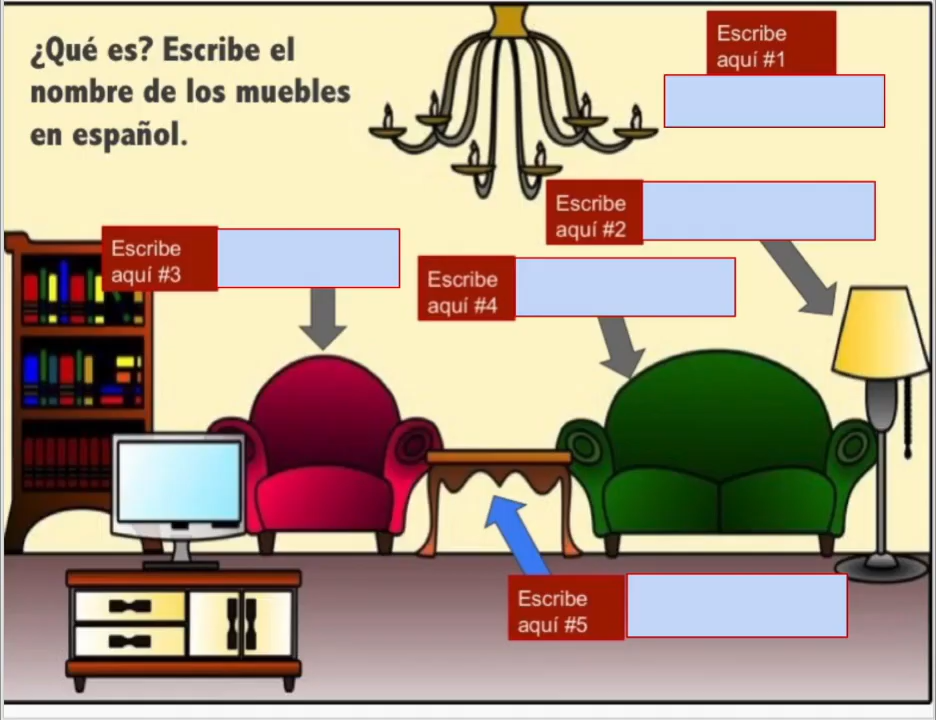 ¿Qué es? Escribe el
nombre de los muebles
en español.
Escribe
aquí #1
Escribe
aquí #2
Escribe
aquí #3
Escribe
aquí #4
Escribe
aquí #5